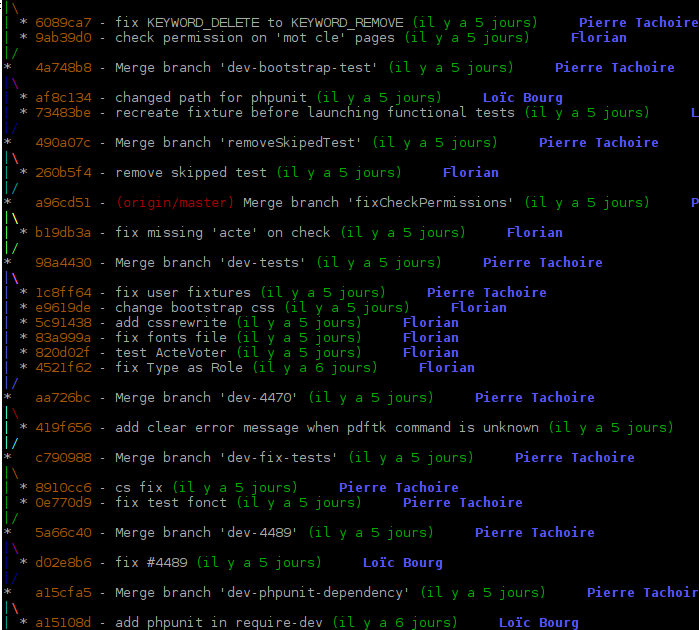 * 6089ca7 - fix KEYWORD_DELETE to KEYWORD_REMOVE (il y a 5 jours) Pierre Tachoire
* 9ab39d0 - check permission on 'mot cle' pages (il y a 5 jours) Florian
* 4a748b8 - Merge branch 'dev-bootstrap-test' (il y a 5 jours) Pierre Tachoire
* af8c134 - changed path for phpunit (il y a 5 jours) Loïc Bourg
* 73483be - recreate fixture before launching functional tests (il y a 5 jours) L
* 490a07c - Merge branch 'removeSkipedTest' (il y a 5 jours) Pierre Tachoire
* 260b5f4 - remove skipped test (il y a 5 jours) Florian
* a96cd51 - (origin/master) Merge branch 'fixCheckPermissions' (il y a 5 jours) P
* b19db3a - fix missing 'acte' on check (il y a 5 jours) Florian
* 98a4430 - Merge branch 'dev-tests' (il y a 5 jours) Pierre Tachoire
* 1c8ff64 - fix user fixtures (il y a 5 jours) Pierre Tachoire
* e9619de - change bootstrap css (il y a 5 jours) Florian
* 5c91438 - add cssrewrite (il y a 5 jours) Florian
* 83a999a - fix fonts file (il y a 5 jours) Florian
* 820d02f - test ActeVoter (il y a 5 jours) Florian
* 4521f62 - fix Type as Role (il y a 6 jours) Florian
* aa726bc - Merge branch 'dev-4470' (il y a 5 jours) Pierre Tachoire
* 419f656 - add clear error message when pdftk command is unknown (il y a 5 jours)
* c790988 - Merge branch 'dev-fix-tests' (il y a 5 jours) Pierre Tachoire
* 8910cc6 - cs fix (il y a 5 jours) Pierre Tachoire
* 0e770d9 - fix test fonct (il y a 5 jours) Pierre Tachoire
* 5a66c40 - Merge branch 'dev-4489' (il y a 5 jours) Pierre Tachoire
* d02e8b6 - fix #4489 (il y a 5 jours) Loïc Bourg
* a15cfa5 - Merge branch 'dev-phpunit-dependency' (il y a 5 jours) Pierre Tachoir
* a15108d - add phpunit in require-dev (il y a 6 jours) Loïc Bourg